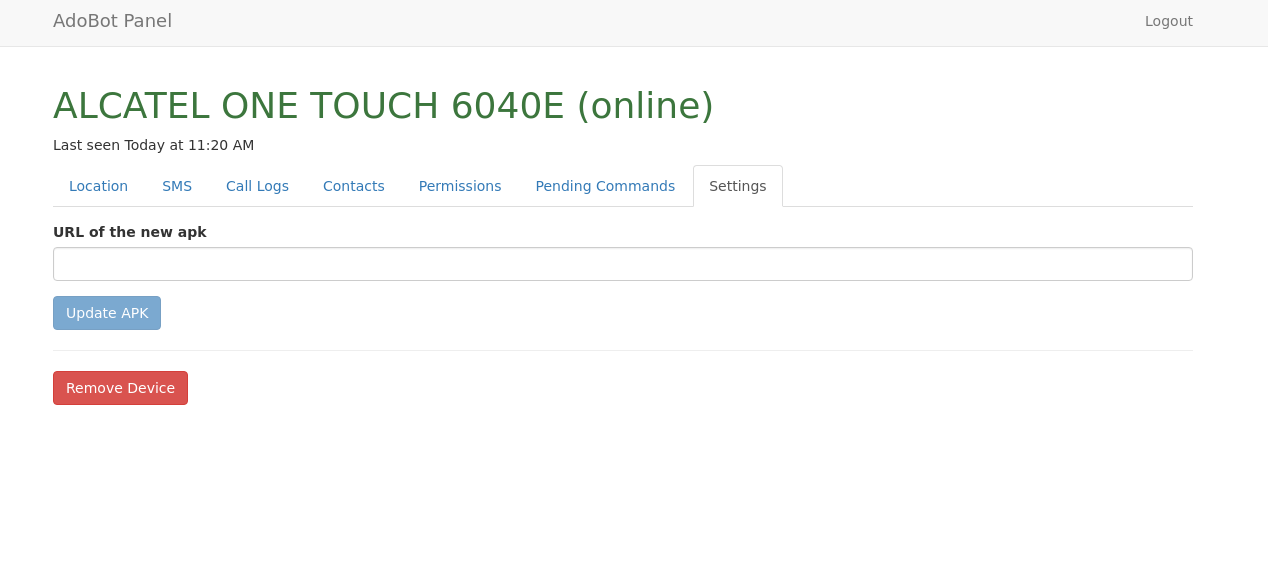 AdoBot Panel Logout
ALCATEL ONE TOUCH 6040E (online)
Last seen Today at 11:20 AM
Location SMS Call Logs Contacts Permissions Pending Commands Settings
URL of the new apk
Update APK
Remove Device